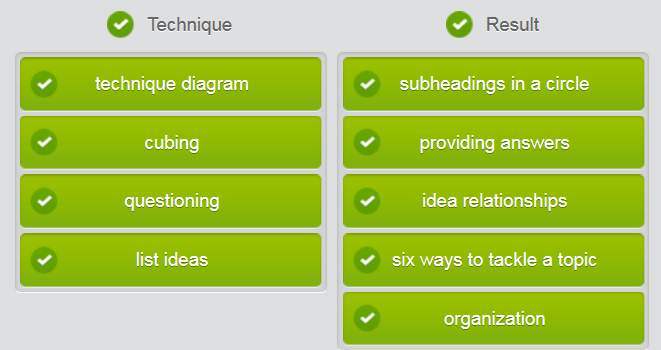 Technique
technique diagram
cubing
questioning
list ideas
Result
subheadings in a circle
providing answers
idea relationships
six ways to tackle a topic
organization